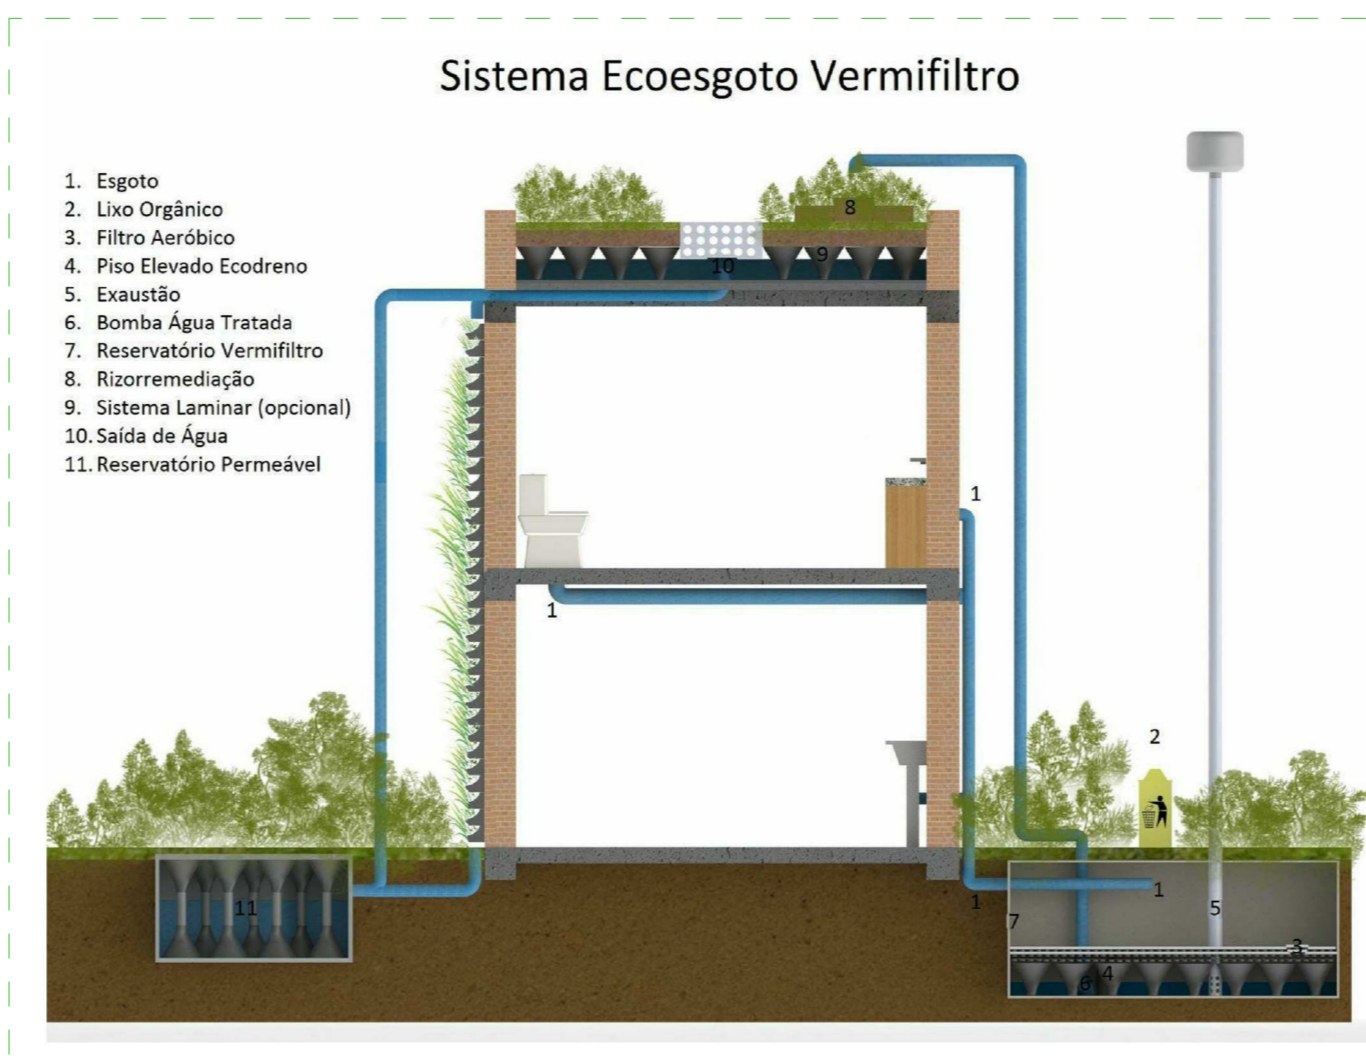 Sistema Ecoesgoto Vermifiltro
1. Esgoto
2. Lixo Orgânico
3. Filtro Aeróbico
4. Piso Elevado Ecodreno
5. Exaustão
6. Bomba Água Tratada
7. Reservatório Vermifiltro
8. Rizorremediação
9. Sistema Laminar (opcional)
10. Saída de Água
11. Reservatório Permeável
8
9
10
1
1
2
11
1
1
5
7
3
4
6